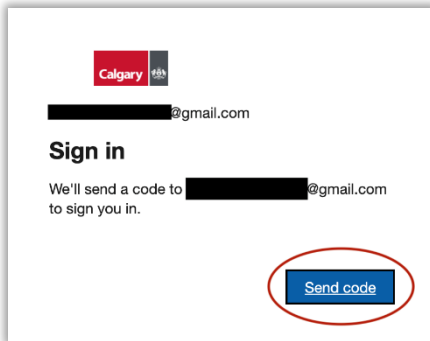 Calgary
@gmail.com
Sign in
We'll send a code to @gmail.com
to sign you in.
Send code